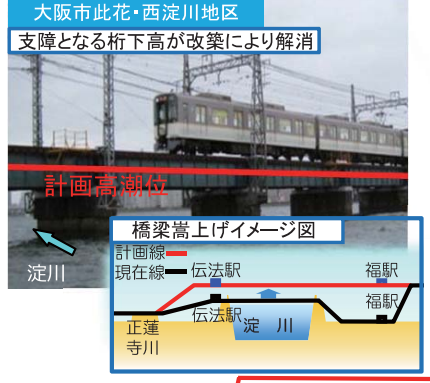 大阪市此花・西淀川地区
支障となる桁下高が改築により解消
計画高潮位
淀川
橋梁嵩上げイメージ図
計画線
現在線
伝法駅
福駅
伝法駅
福駅
正蓮
寺川
淀 川